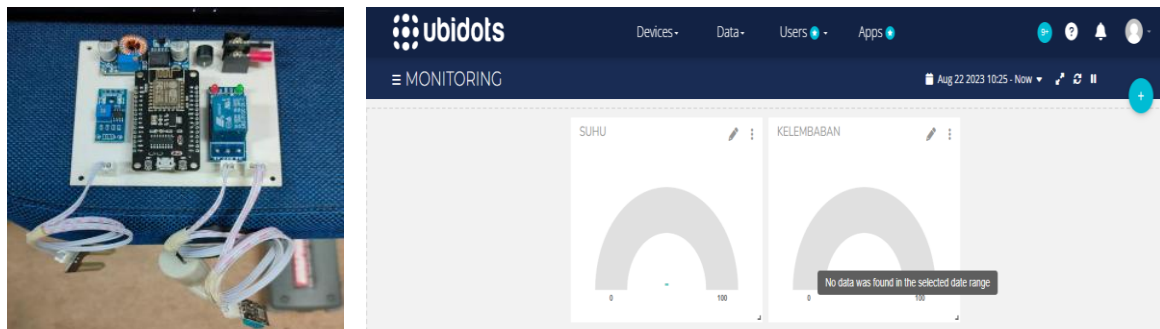 ubidots
Devices
Data
Users
Apps
9+
?
MONITORING
Aug 22 2023 10:25 - Now
+
SUHU
KELEMBABAN
0
100
0
100
No data was found in the selected date range